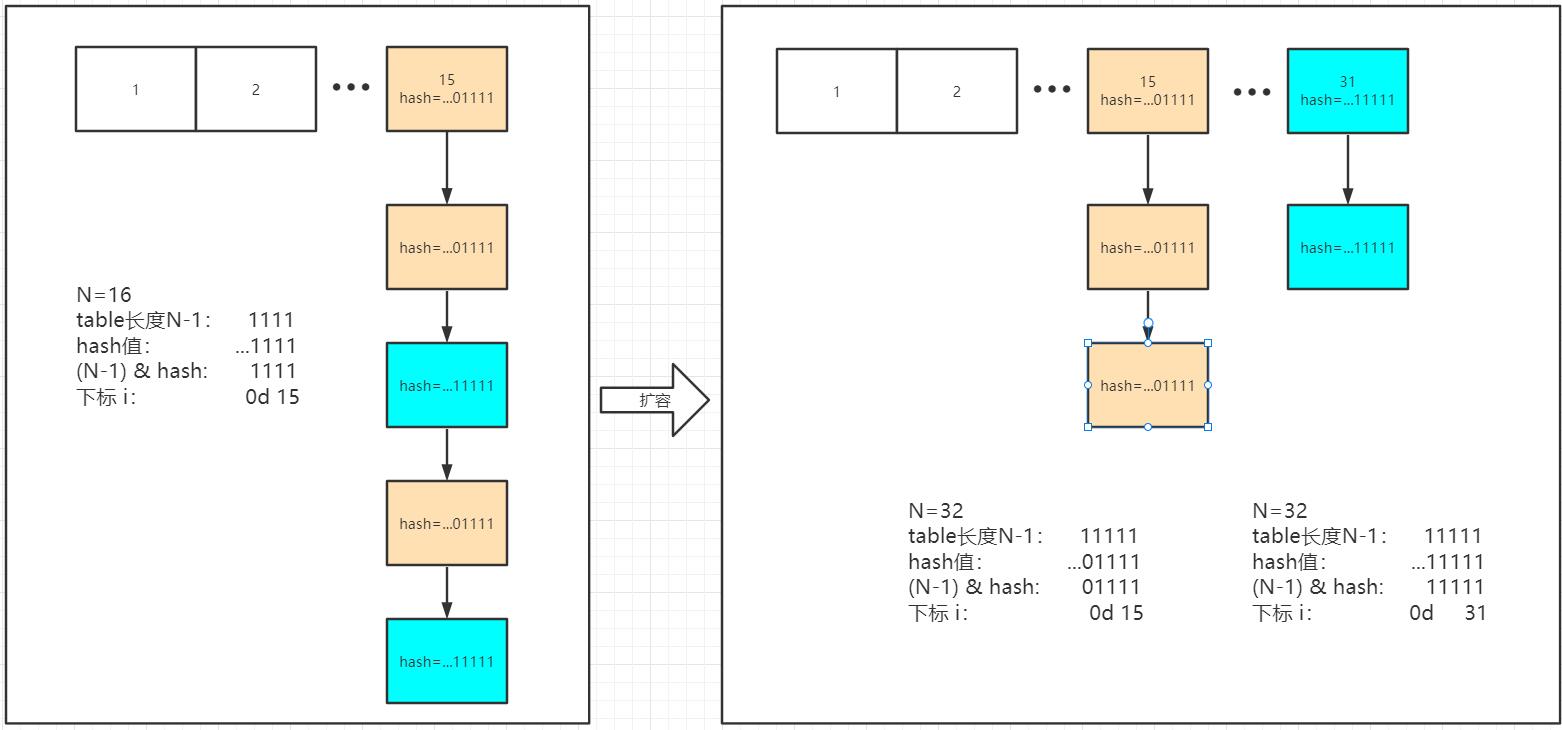 1
2
•••
15
hash=...01111
hash=...01111
hash=...11111
hash=...01111
hash=...11111
N=16
table长度N-1： 1111
hash值： ...1111
(N-1) & hash: 1111
下标 i： 0d 15
扩容
1
2
•••
15
hash=...01111
•••
31
hash=...11111
hash=...01111
hash=...11111
hash=...01111
N=32
table长度N-1： 11111
hash值： ...01111
(N-1) & hash: 01111
下标 i： 0d 15
N=32
table长度N-1： 11111
hash值： ...11111
(N-1) & hash: 11111
下标 i： 0d 31